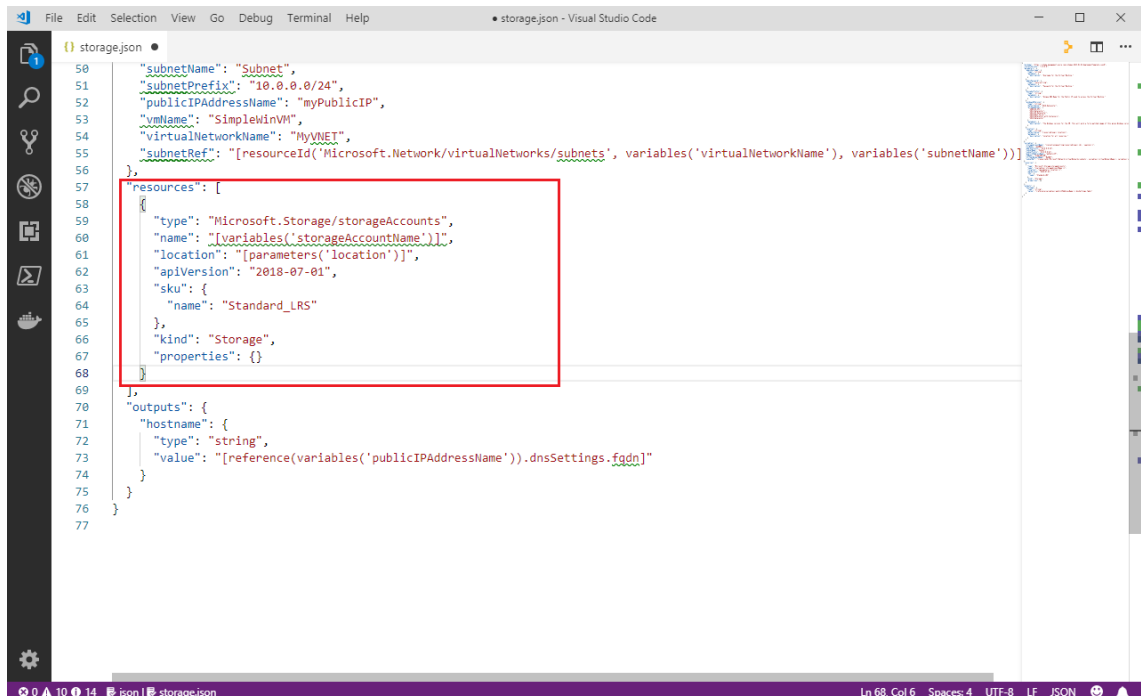 File Edit Selection View Go Debug Terminal Help ● storage.json - Visual Studio Code
{} storage.json ●
1
50 "subnetName": "Subnet",
51 "subnetPrefix": "10.0.0.0/24",
52 "publicIPAddressName": "myPublicIP",
53 "vmName": "SimpleWinVM",
54 "virtualNetworkName": "MyVNET",
55 "subnetRef": "[resourceId('Microsoft.Network/virtualNetworks/subnets', variables('virtualNetworkName'), variables('subnetName'))]
56 },
57 "resources": [
58 {
59 "type": "Microsoft.Storage/storageAccounts",
60 "name": "[variables('storageAccountName')]",
61 "location": "[parameters('location')]",
62 "apiVersion": "2018-07-01",
63 "sku": {
64 "name": "Standard_LRS"
65 },
66 "kind": "Storage",
67 "properties": {}
68 }
69 ],
70 "outputs": {
71 "hostname": {
72 "type": "string",
73 "value": "[reference(variables('publicIPAddressName')).dnsSettings.fqdn]"
74 }
75 }
76 }
77
0 10 14 json | storage.json Ln 68, Col 6 Spaces: 4 UTF-8 LF JSON